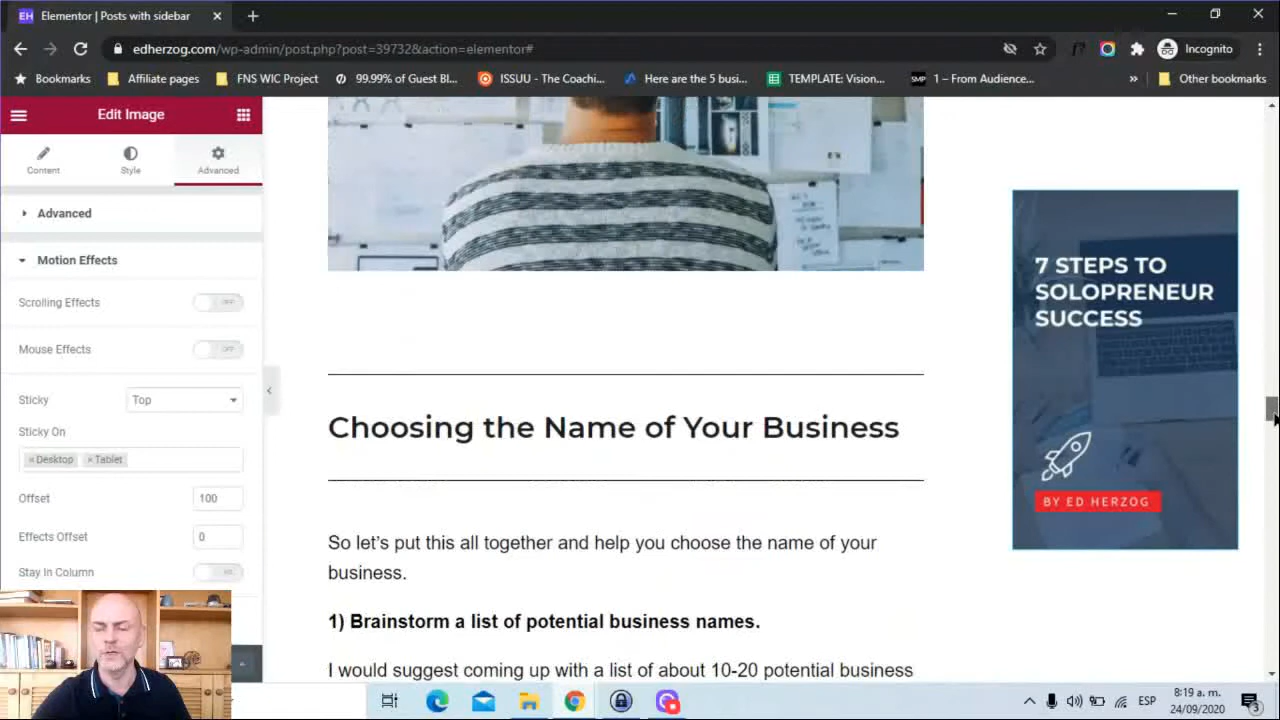 EH Elementor | Posts with sidebar
edherzog.com/wp-admin/post.php?post=39732&action=elementor#
f?
Incognito
Bookmarks
Affiliate pages
FNS WIC Project
99.99% of Guest Bl...
ISSUU - The Coachi...
Here are the 5 busi...
TEMPLATE: Vision...
SMP
1 – From Audience...
»
Other bookmarks
Edit Image
Content
Style
Advanced
Advanced
Motion Effects
Scrolling Effects
OFF
Mouse Effects
OFF
Sticky
Top
Sticky On
× Desktop
× Tablet
Offset
100
Effects Offset
0
Stay In Column
7 STEPS TO
SOLOPRENEUR
SUCCESS
BY ED HERZOG
Choosing the Name of Your Business
So let's put this all together and help you choose the name of your
business.
1) Brainstorm a list of potential business names.
I would suggest coming up with a list of about 10-20 potential business
ESP
8:19 a. m.
24/09/2020
3